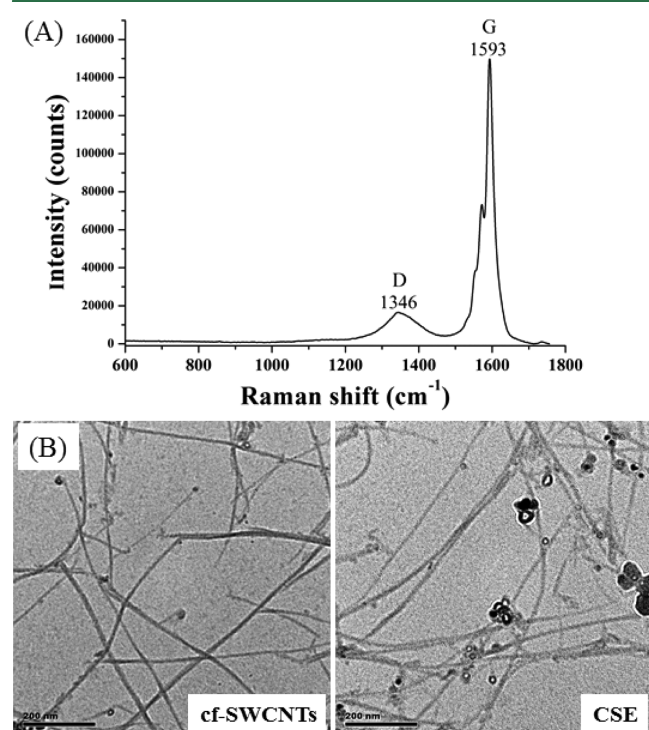 (A)
G
1593
D
1346
160000
140000
120000
100000
80000
60000
40000
20000
0
Intensity (counts)
600 800 1000 1200 1400 1600 1800
Raman shift (cm⁻¹)
(B)
200 nm
cf-SWCNTs
200 nm
CSE